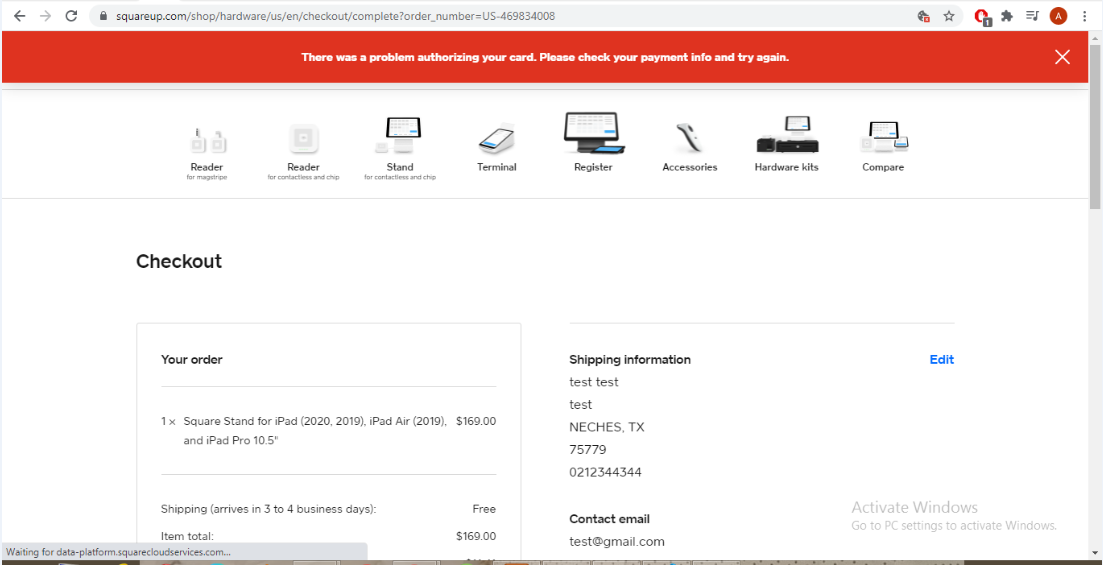 squareup.com/shop/hardware/us/en/checkout/complete?order_number=US-469834008
1
A
There was a problem authorizing your card. Please check your payment info and try again.
Reader
for magstripe
Reader
for contactless and chip
Stand
for contactless and chip
Terminal
Register
Accessories
Hardware kits
Compare
Checkout
Your order
1 × Square Stand for iPad (2020, 2019), iPad Air (2019), $169.00
and iPad Pro 10.5"
Shipping (arrives in 3 to 4 business days): Free
Item total: $169.00
Shipping information Edit
test test
test
NECHES, TX
75779
0212344344
Contact email
test@gmail.com
Activate Windows
Go to PC settings to activate Windows.
Waiting for data-platform.squarecloudservices.com...